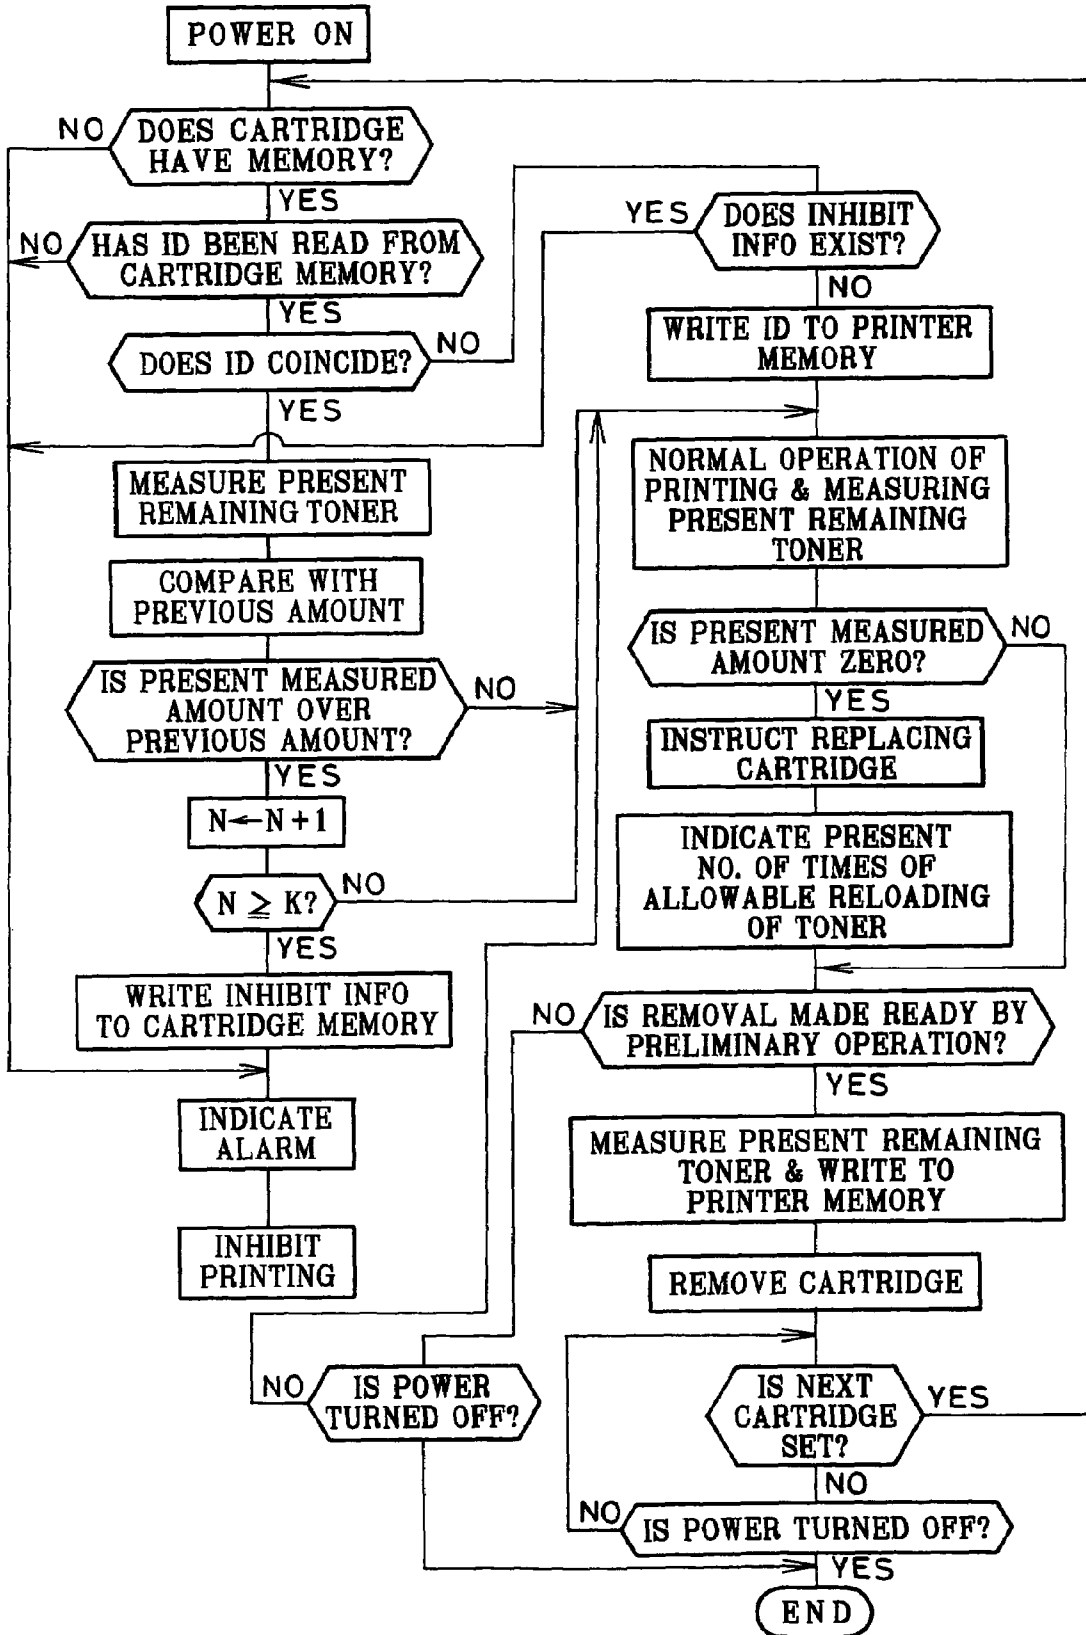 POWER ON
DOES CARTRIDGE
HAVE MEMORY?
NO
YES
HAS ID BEEN READ FROM
CARTRIDGE MEMORY?
NO
YES
DOES ID COINCIDE?
NO
YES
MEASURE PRESENT
REMAINING TONER
COMPARE WITH
PREVIOUS AMOUNT
IS PRESENT MEASURED
AMOUNT OVER
PREVIOUS AMOUNT?
NO
YES
N←N+1
N ≧ K?
NO
YES
WRITE INHIBIT INFO
TO CARTRIDGE MEMORY
INDICATE
ALARM
INHIBIT
PRINTING
DOES INHIBIT
INFO EXIST?
YES
NO
WRITE ID TO PRINTER
MEMORY
NORMAL OPERATION OF
PRINTING & MEASURING
PRESENT REMAINING
TONER
IS PRESENT MEASURED
AMOUNT ZERO?
NO
YES
INSTRUCT REPLACING
CARTRIDGE
INDICATE PRESENT
NO. OF TIMES OF
ALLOWABLE RELOADING
OF TONER
IS REMOVAL MADE READY BY
PRELIMINARY OPERATION?
NO
YES
MEASURE PRESENT REMAINING
TONER & WRITE TO
PRINTER MEMORY
REMOVE CARTRIDGE
IS POWER
TURNED OFF?
NO
IS NEXT
CARTRIDGE
SET?
YES
NO
IS POWER TURNED OFF?
NO
YES
END